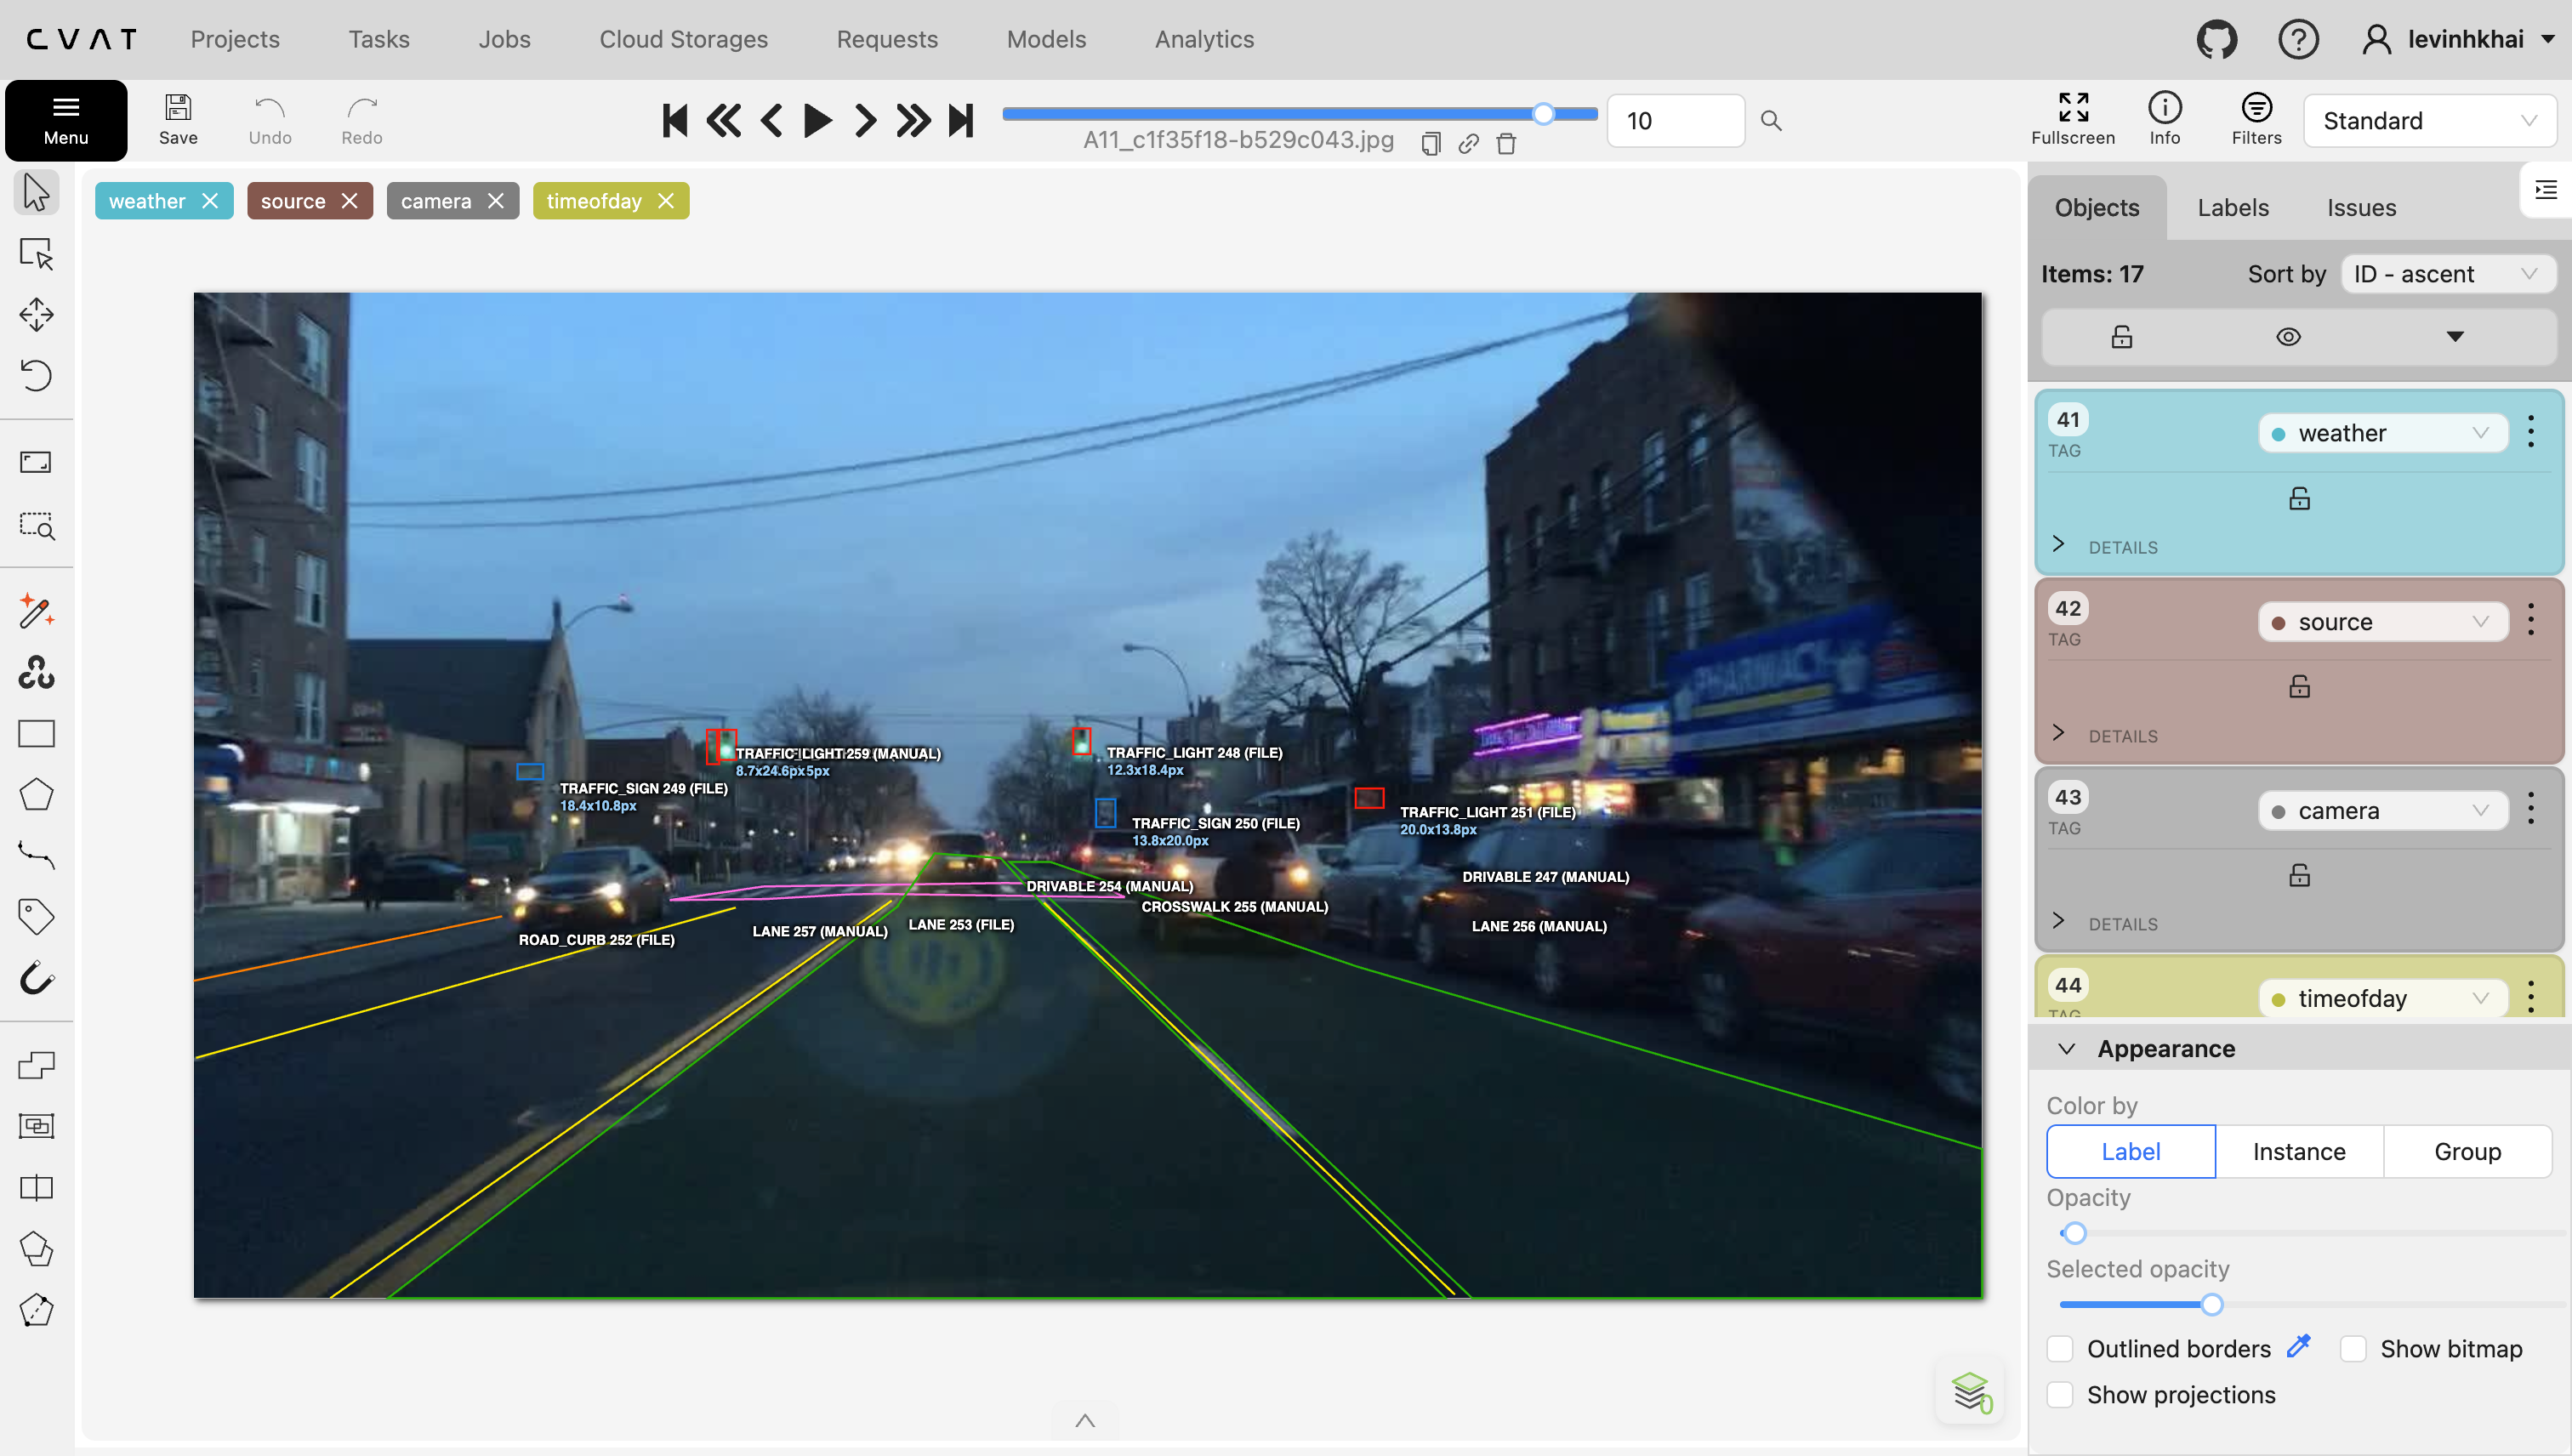 CVAT
Projects
Tasks
Jobs
Cloud Storages
Requests
Models
Analytics
levinhkhai
Menu
Save
Undo
Redo
A11_c1f35f18-b529c043.jpg
10
Fullscreen
Info
Filters
Standard
weather
source
camera
timeofday
Objects
Labels
Issues
Items: 17
Sort by
ID - ascent
41
TAG
weather
DETAILS
42
TAG
source
DETAILS
43
TAG
camera
DETAILS
44
TAG
timeofday
PHARMACY
TRAFFIC_LIGHT 259 (MANUAL)
8.7x24.6px
TRAFFIC_LIGHT 248 (FILE)
12.3x18.4px
TRAFFIC_SIGN 249 (FILE)
18.4x10.8px
TRAFFIC_SIGN 250 (FILE)
13.8x20.0px
TRAFFIC_LIGHT 251 (FILE)
20.0x13.8px
DRIVABLE 254 (MANUAL)
DRIVABLE 247 (MANUAL)
CROSSWALK 255 (MANUAL)
LANE 257 (MANUAL)
LANE 253 (FILE)
LANE 256 (MANUAL)
ROAD_CURB 252 (FILE)
Appearance
Color by
Label
Instance
Group
Opacity
Selected opacity
Outlined borders
Show bitmap
Show projections
0